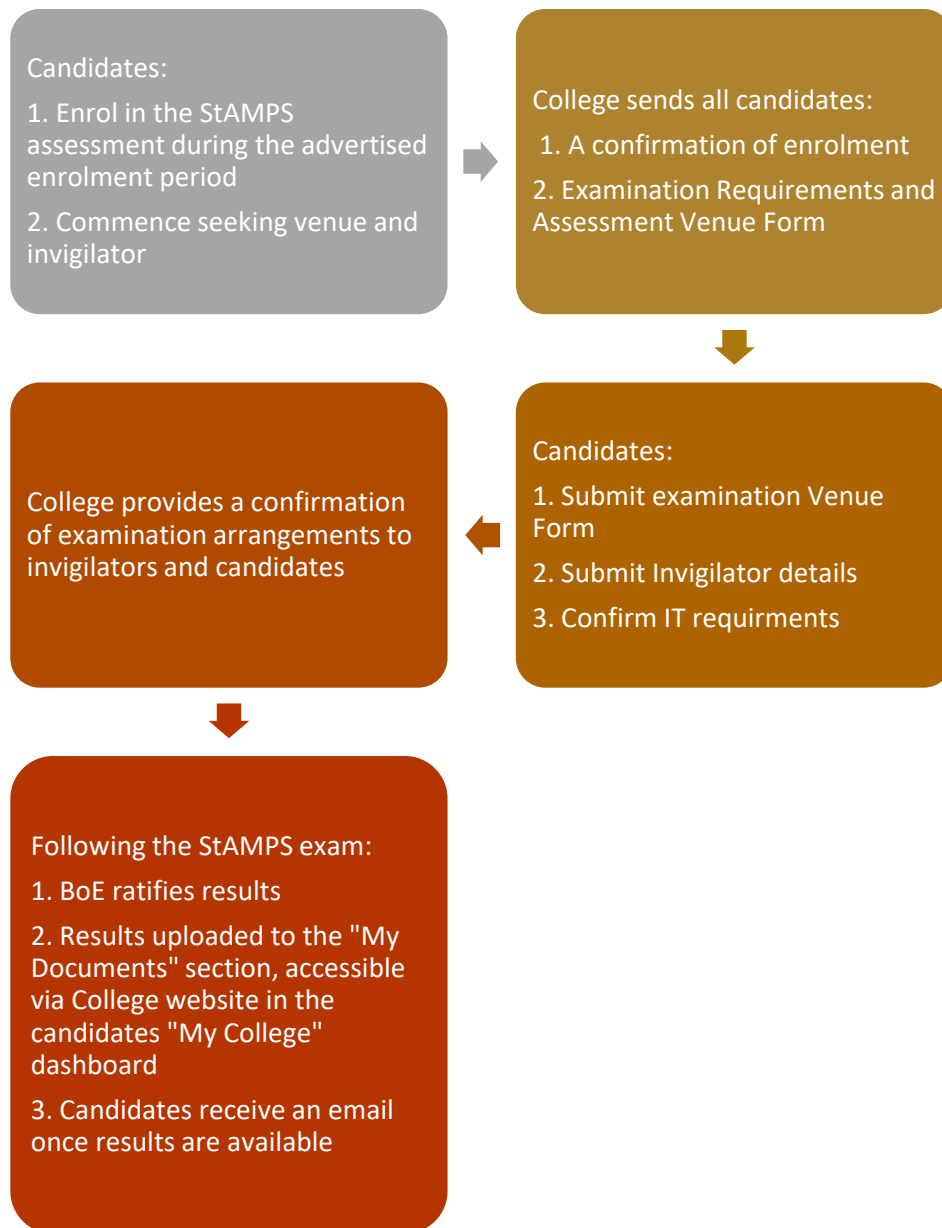 Candidates:
1. Enrol in the StAMPS
assessment during the advertised
enrolment period
2. Commence seeking venue and
invigilator
College sends all candidates:
1. A confirmation of enrolment
2. Examination Requirements and
Assessment Venue Form
Candidates:
1. Submit examination Venue
Form
2. Submit Invigilator details
3. Confirm IT requirments
College provides a confirmation
of examination arrangements to
invigilators and candidates
Following the StAMPS exam:
1. BoE ratifies results
2. Results uploaded to the "My
Documents" section, accessible
via College website in the
candidates "My College"
dashboard
3. Candidates receive an email
once results are available